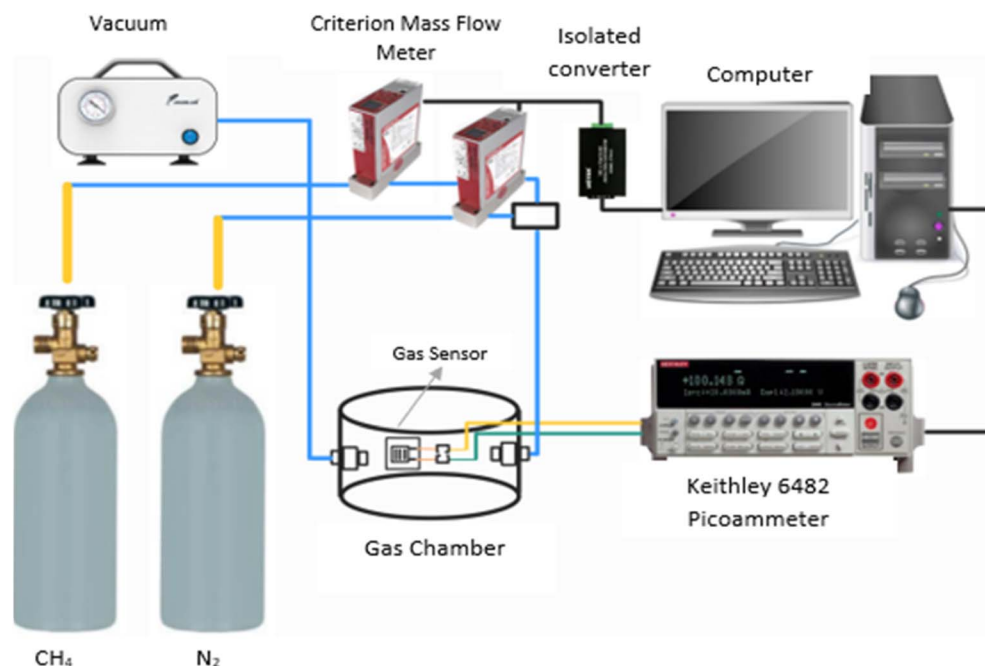 Vacuum
Criterion Mass Flow
Meter
Isolated
converter
Computer
Gas Sensor
Gas Chamber
Keithley 6482
Picoammeter
CH₄
N₂